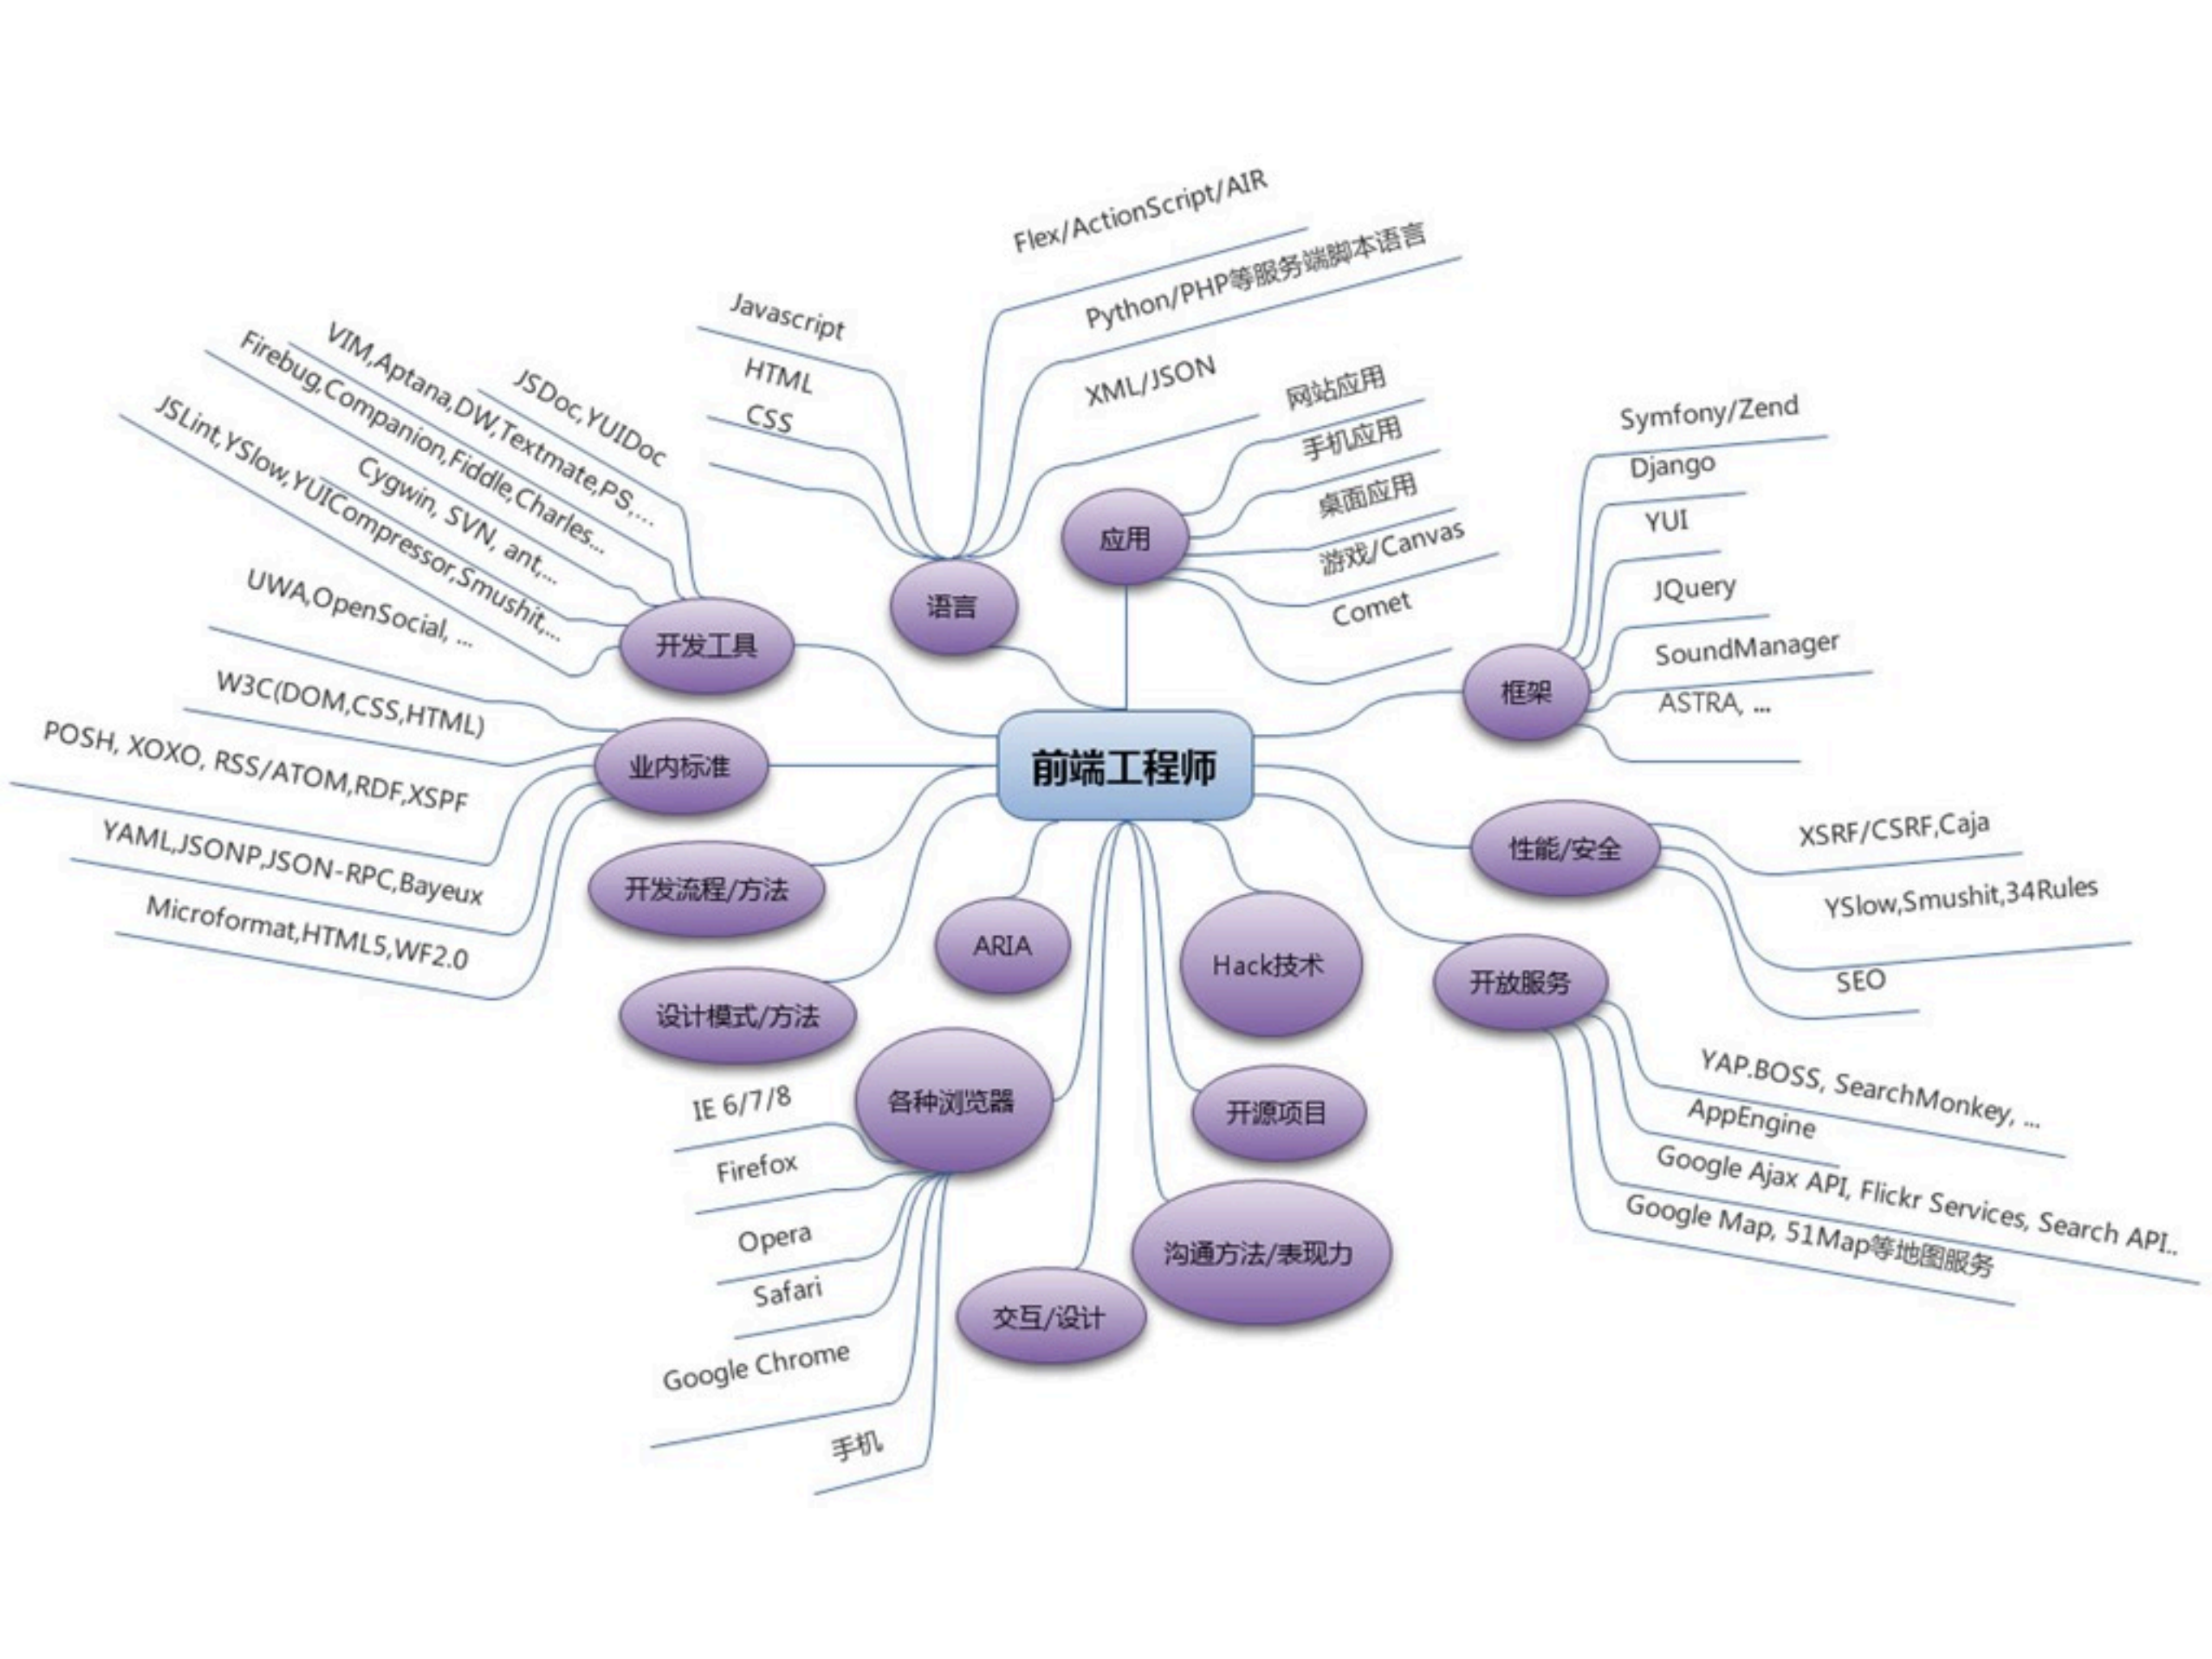 前端工程师
语言
Javascript
HTML
CSS
Flex/ActionScript/AIR
Python/PHP等服务端脚本语言
XML/JSON
应用
网站应用
手机应用
桌面应用
游戏/Canvas
Comet
框架
Symfony/Zend
Django
YUI
JQuery
SoundManager
ASTRA, ...
性能/安全
XSRF/CSRF,Caja
YSlow,Smushit,34Rules
SEO
开放服务
YAP.BOSS, SearchMonkey, ...
AppEngine
Google Ajax API, Flickr Services, Search API..
Google Map, 51Map等地图服务
Hack技术
开源项目
沟通方法/表现力
交互/设计
ARIA
各种浏览器
IE 6/7/8
Firefox
Opera
Safari
Google Chrome
手机
设计模式/方法
开发流程/方法
业内标准
UWA,OpenSocial, ...
W3C(DOM,CSS,HTML)
POSH, XOXO, RSS/ATOM,RDF,XSPF
YAML,JSONP,JSON-RPC,Bayeux
Microformat,HTML5,WF2.0
开发工具
JSDoc,YUIDoc
VIM,Aptana,DW,Textmate,PS,...
Firebug,Companion,Fiddle,Charles...
Cygwin, SVN, ant,...
JSLint,YSlow,YUICompressor,Smushit,...